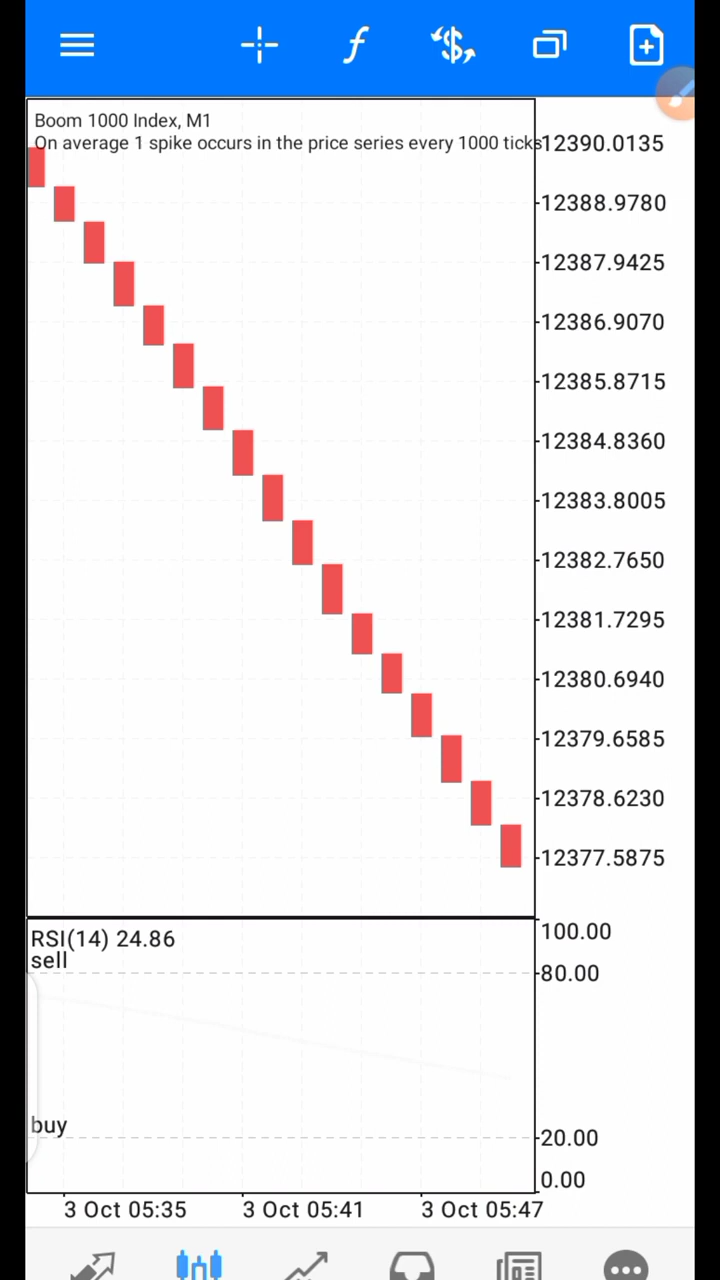 Boom 1000 Index, M1
On average 1 spike occurs in the price series every 1000 ticks
12390.0135
12388.9780
12387.9425
12386.9070
12385.8715
12384.8360
12383.8005
12382.7650
12381.7295
12380.6940
12379.6585
12378.6230
12377.5875
RSI(14) 24.86
sell
100.00
80.00
buy
20.00
0.00
3 Oct 05:35
3 Oct 05:41
3 Oct 05:47